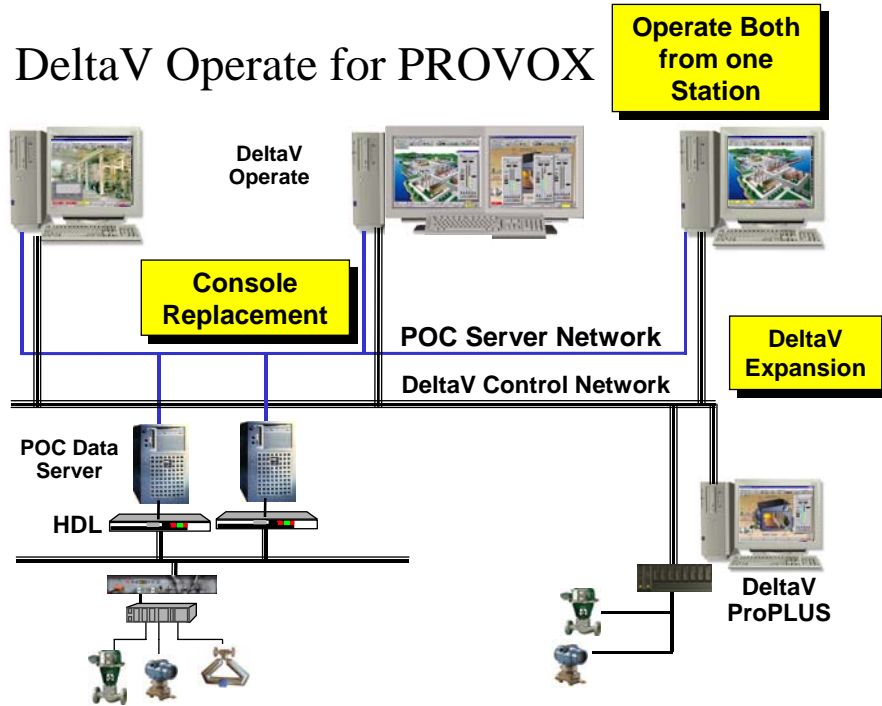 DeltaV Operate for PROVOX
Operate Both
from one
Station
DeltaV
Operate
Console
Replacement
POC Server Network
DeltaV
Expansion
DeltaV Control Network
POC Data
Server
HDL
DeltaV
ProPLUS